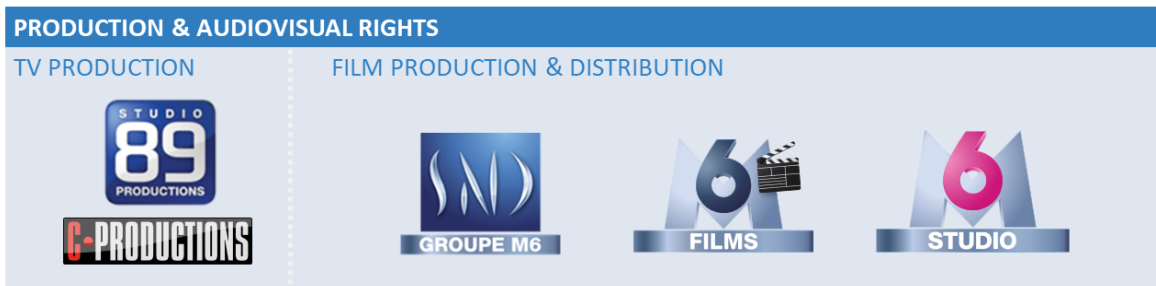 PRODUCTION & AUDIOVISUAL RIGHTS
TV PRODUCTION
STUDIO
89
PRODUCTIONS
C·PRODUCTIONS
FILM PRODUCTION & DISTRIBUTION
SND
GROUPE M6
M6
FILMS
M6
STUDIO